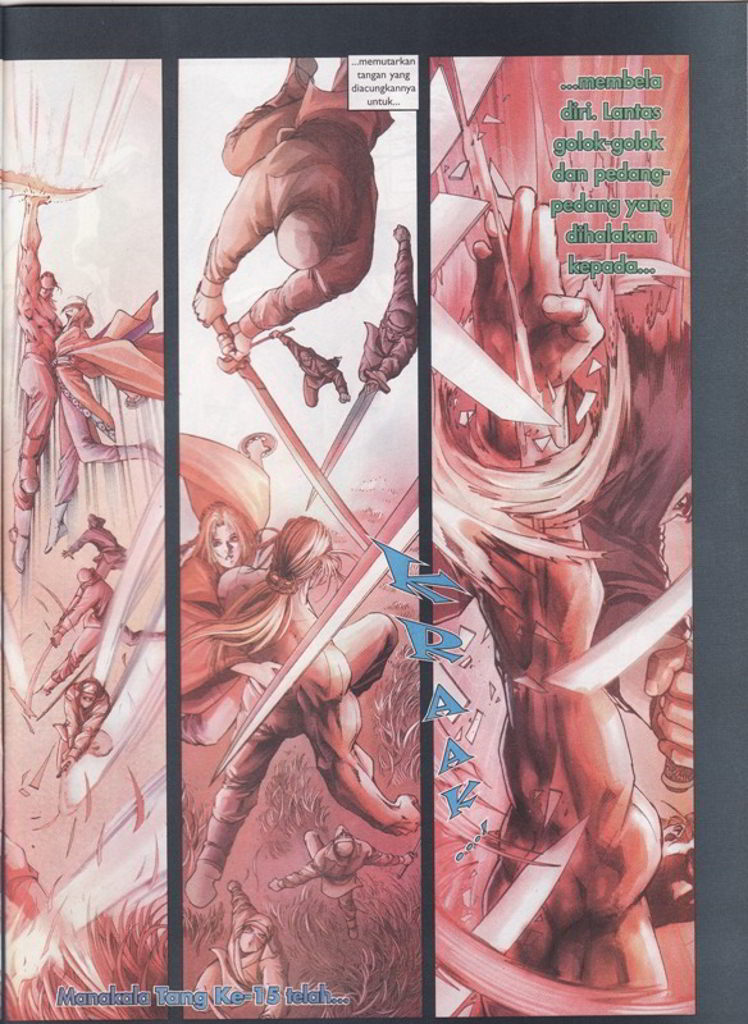 Manakala Tang Ke-15 telah...
...memutarkan
tangan yang
diacungkannya
untuk...
...membela
diri. Lantas
golok-golok
dan pedang-
pedang yang
dihalakan
kepada...
KRAAK...!